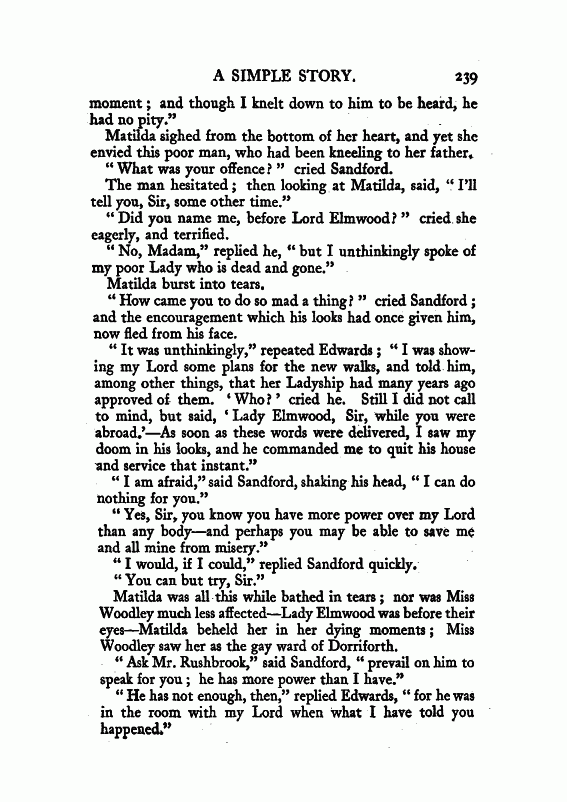 A SIMPLE STORY. 239
moment ; and though I knelt down to him to be heard, he
had no pity.”
Matilda sighed from the bottom of her heart, and yet she
envied this poor man, who had been kneeling to her father.
“ What was your offence? ” cried Sandford.
The man hesitated ; then looking at Matilda, said, “ I’ll
tell you, Sir, some other time.”
“ Did you name me, before Lord Elmwood? ” cried she
eagerly, and terrified.
“ No, Madam,” replied he, “ but I unthinkingly spoke of
my poor Lady who is dead and gone.”
Matilda burst into tears.
“ How came you to do so mad a thing? ” cried Sandford ;
and the encouragement which his looks had once given him,
now fled from his face.
“ It was unthinkingly,” repeated Edwards ; “ I was show-
ing my Lord some plans for the new walks, and told him,
among other things, that her Ladyship had many years ago
approved of them. ‘ Who? ’ cried he. Still I did not call
to mind, but said, ‘ Lady Elmwood, Sir, while you were
abroad.’—As soon as these words were delivered, I saw my
doom in his looks, and he commanded me to quit his house
and service that instant.”
“ I am afraid,” said Sandford, shaking his head, “ I can do
nothing for you.”
“ Yes, Sir, you know you have more power over my Lord
than any body—and perhaps you may be able to save me
and all mine from misery.”
“ I would, if I could,” replied Sandford quickly.
“ You can but try, Sir.”
Matilda was all this while bathed in tears ; nor was Miss
Woodley much less affected—Lady Elmwood was before their
eyes—Matilda beheld her in her dying moments ; Miss
Woodley saw her as the gay ward of Dorriforth.
“ Ask Mr. Rushbrook,” said Sandford, “ prevail on him to
speak for you ; he has more power than I have.”
“ He has not enough, then,” replied Edwards, “ for he was
in the room with my Lord when what I have told you
happened.”